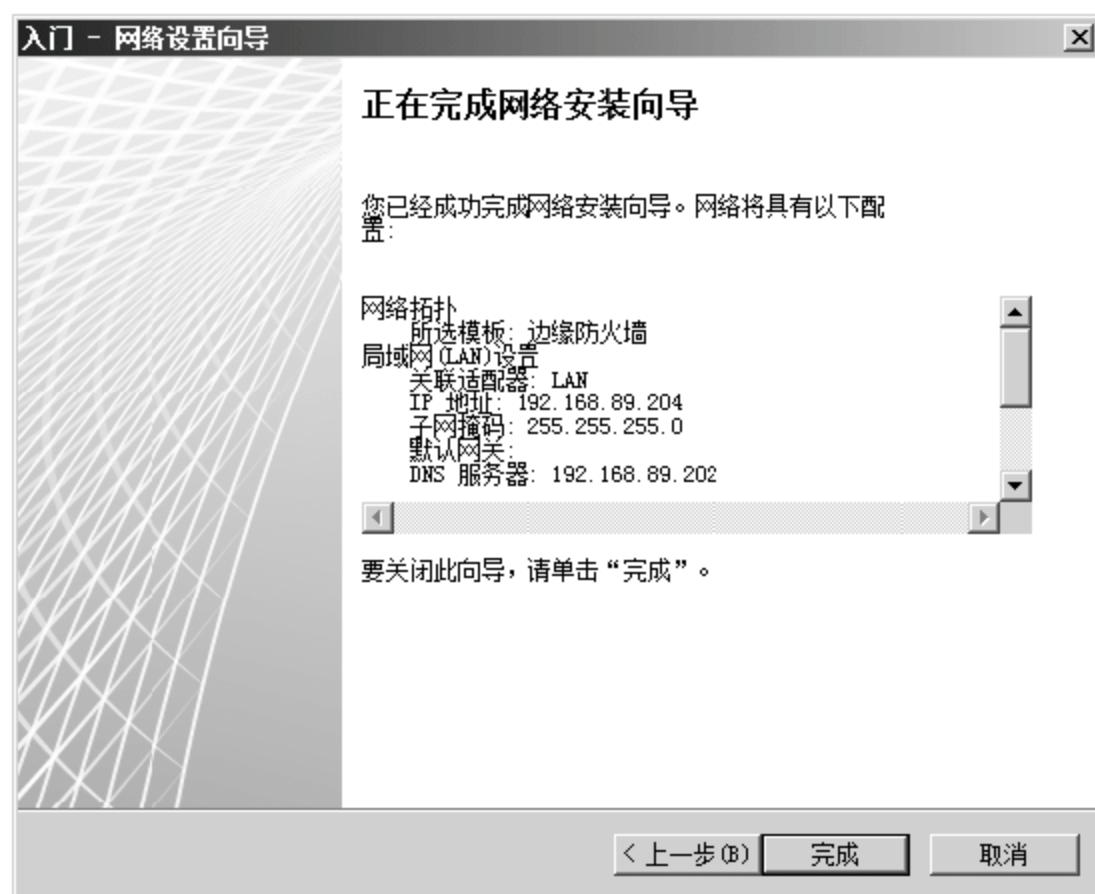 入门 - 网络设置向导
正在完成网络安装向导
您已经成功完成网络安装向导。网络将具有以下配
置:
网络拓扑
所选模板: 边缘防火墙
局域网(LAN)设置
关联适配器: LAN
IP 地址: 192.168.89.204
子网掩码: 255.255.255.0
默认网关:
DNS 服务器: 192.168.89.202
要关闭此向导，请单击“完成”。
< 上一步(B)
完成
取消